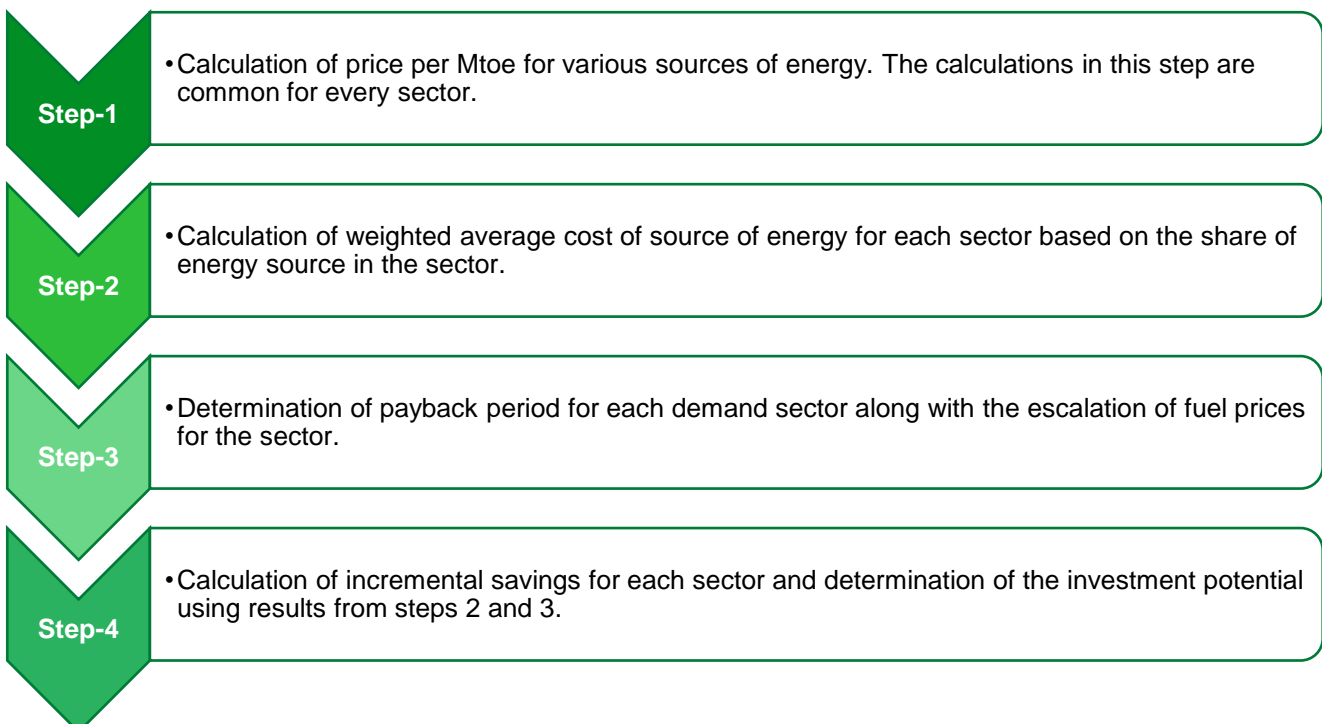 Step-1
•Calculation of price per Mtoe for various sources of energy. The calculations in this step are
common for every sector.
Step-2
•Calculation of weighted average cost of source of energy for each sector based on the share of
energy source in the sector.
Step-3
•Determination of payback period for each demand sector along with the escalation of fuel prices
for the sector.
Step-4
•Calculation of incremental savings for each sector and determination of the investment potential
using results from steps 2 and 3.